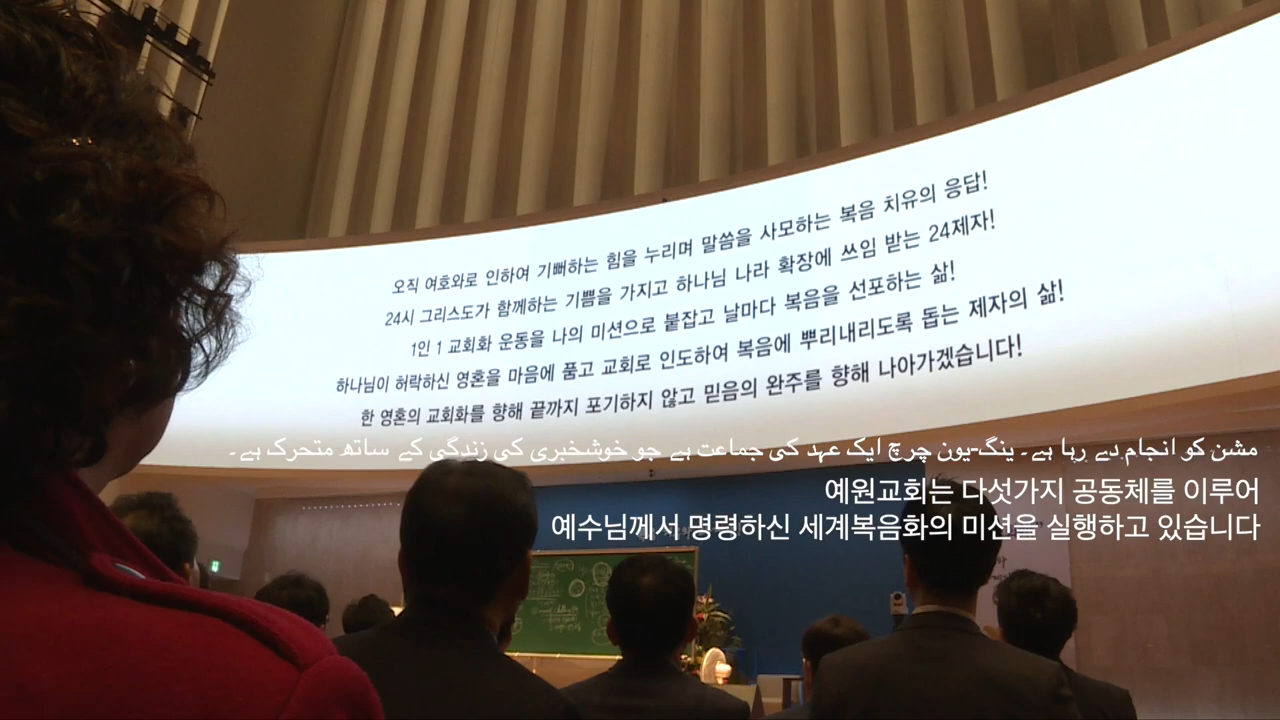 오직 여호와로 인하여 기뻐하는 힘을 누리며 말씀을 사모하는 복음 치유의 응답!
24시 그리스도가 함께하는 기쁨을 가지고 하나님 나라 확장에 쓰임 받는 24제자!
1인 1 교회화 운동을 나의 미션으로 붙잡고 날마다 복음을 선포하는 삶!
하나님이 허락하신 영혼을 마음에 품고 교회로 인도하여 복음에 뿌리내리도록 돕는 제자의 삶!
한 영혼의 교회화를 향해 끝까지 포기하지 않고 믿음의 완주를 향해 나아가겠습니다!
مشن کو انجام دے رہا ہے۔ ینگ-یون چرچ ایک عہد کی جماعت ہے جو خوشخبری کی زندگی کے ساتھ متحرک ہے۔
예원교회는 다섯가지 공동체를 이루어
예수님께서 명령하신 세계복음화의 미션을 실행하고 있습니다